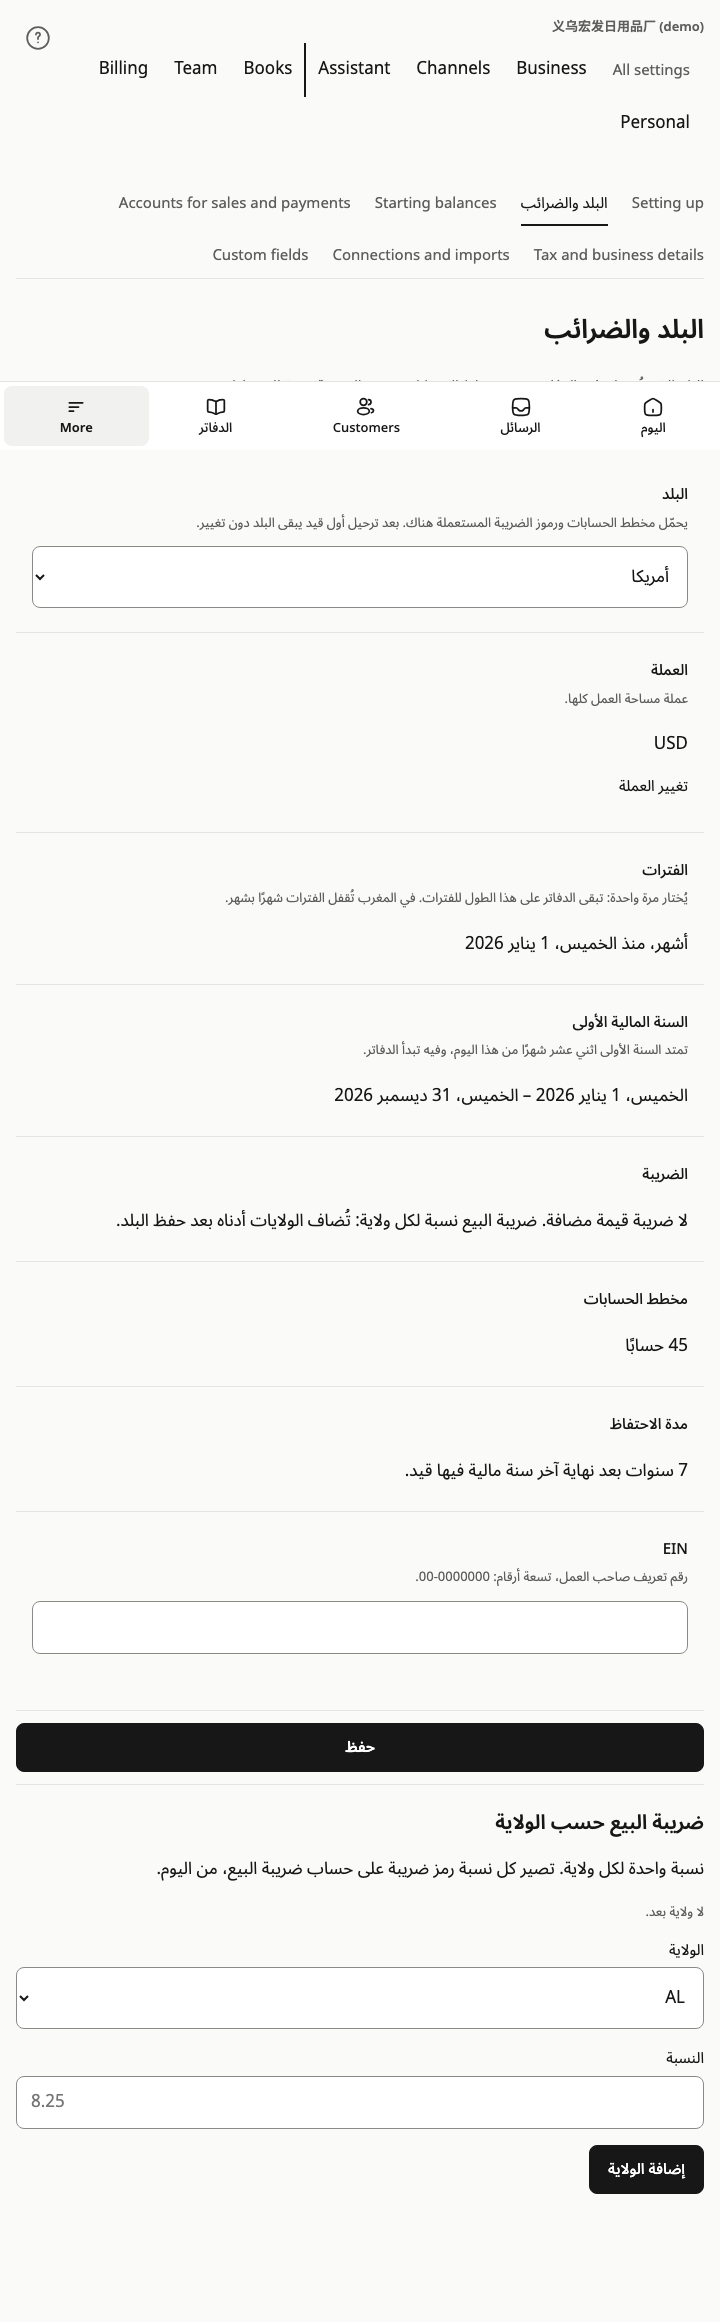 义乌宏发日用品厂 (demo)
All settings Business Channels Assistant Books Team Billing
Personal
Setting up البلد والضرائب Starting balances Accounts for sales and payments
Tax and business details Connections and imports Custom fields
البلد والضرائب
اليوم الرسائل Customers الدفاتر More
البلد
يحمّل مخطط الحسابات ورموز الضريبة المستعملة هناك. بعد ترحيل أول قيد يبقى البلد دون تغيير.
أمريكا
العملة
عملة مساحة العمل كلها.
USD
تغيير العملة
الفترات
يُختار مرة واحدة: تبقى الدفاتر على هذا الطول للفترات. في المغرب تُقفل الفترات شهرًا بشهر.
أشهر، منذ الخميس، 1 يناير 2026
السنة المالية الأولى
تمتد السنة الأولى اثني عشر شهرًا من هذا اليوم، وفيه تبدأ الدفاتر.
الخميس، 1 يناير 2026 – الخميس، 31 ديسمبر 2026
الضريبة
لا ضريبة قيمة مضافة. ضريبة البيع نسبة لكل ولاية: تُضاف الولايات أدناه بعد حفظ البلد.
مخطط الحسابات
45 حسابًا
مدة الاحتفاظ
7 سنوات بعد نهاية آخر سنة مالية فيها قيد.
EIN
رقم تعريف صاحب العمل، تسعة أرقام: 0000000-00.
حفظ
ضريبة البيع حسب الولاية
نسبة واحدة لكل ولاية. تصير كل نسبة رمز ضريبة على حساب ضريبة البيع، من اليوم.
لا ولاية بعد.
الولاية
AL
النسبة
8.25
إضافة الولاية